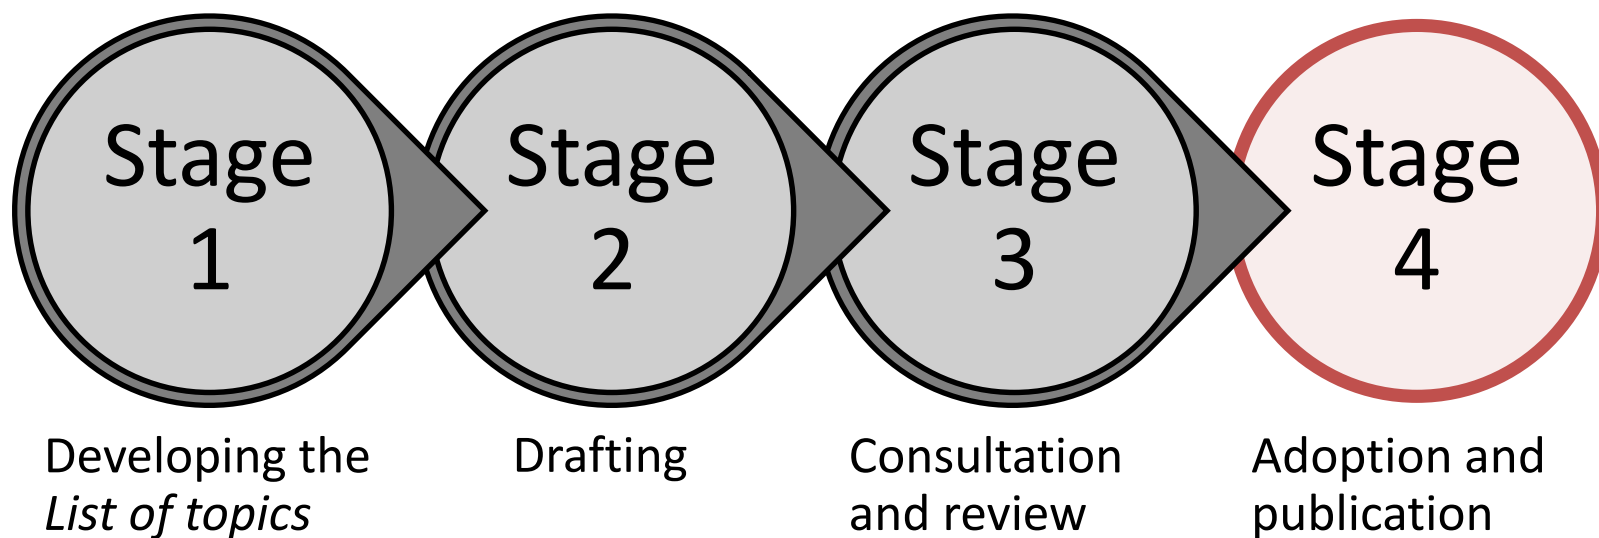 Stage
1
Stage
2
Stage
3
Stage
4
Developing the
List of topics
Drafting
Consultation
and review
Adoption and
publication